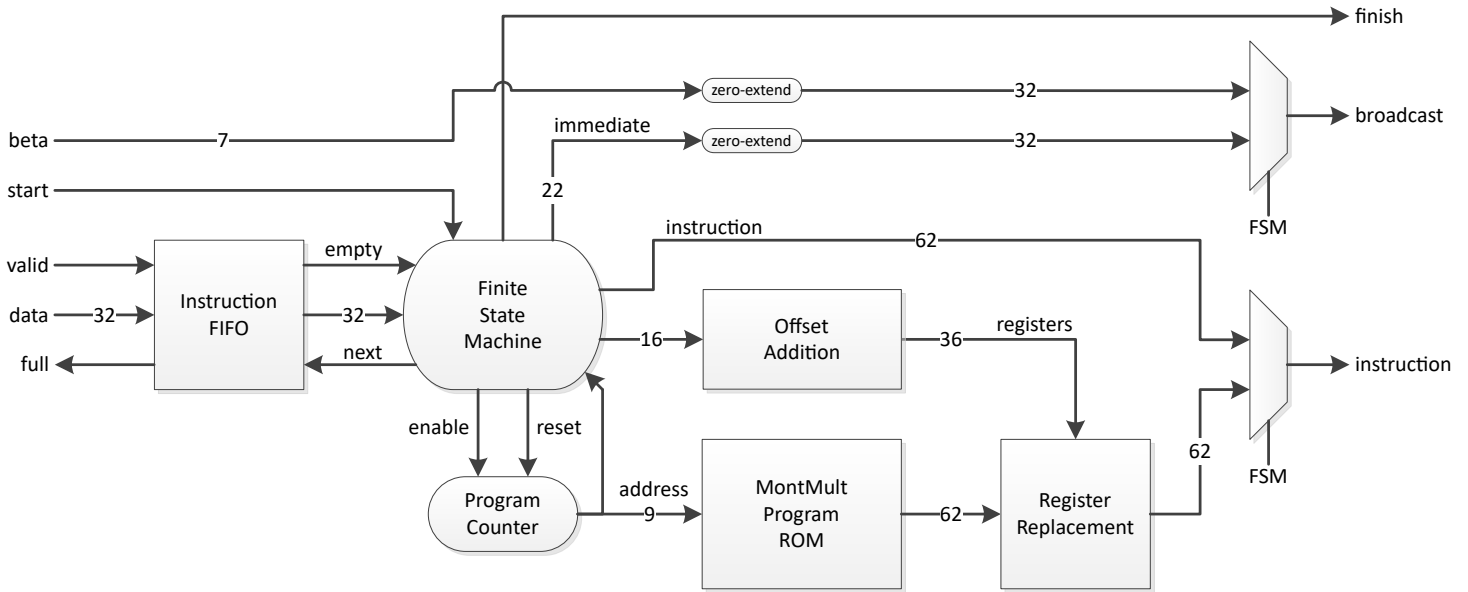 finish
zero-extend
32
broadcast
beta
7
immediate
zero-extend
32
start
22
FSM
instruction
62
valid
empty
Instruction
FIFO
Finite
State
Machine
data
32
32
Offset
Addition
16
36
registers
full
next
instruction
enable
reset
62
FSM
Program
Counter
address
9
MontMult
Program
ROM
62
Register
Replacement